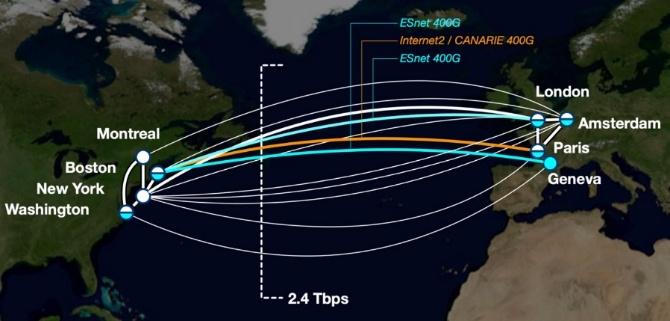 ESnet 400G
Internet2 / CANARIE 400G
ESnet 400G
London
Amsterdam
Montreal
Paris
Boston
Geneva
New York
Washington
2.4 Tbps